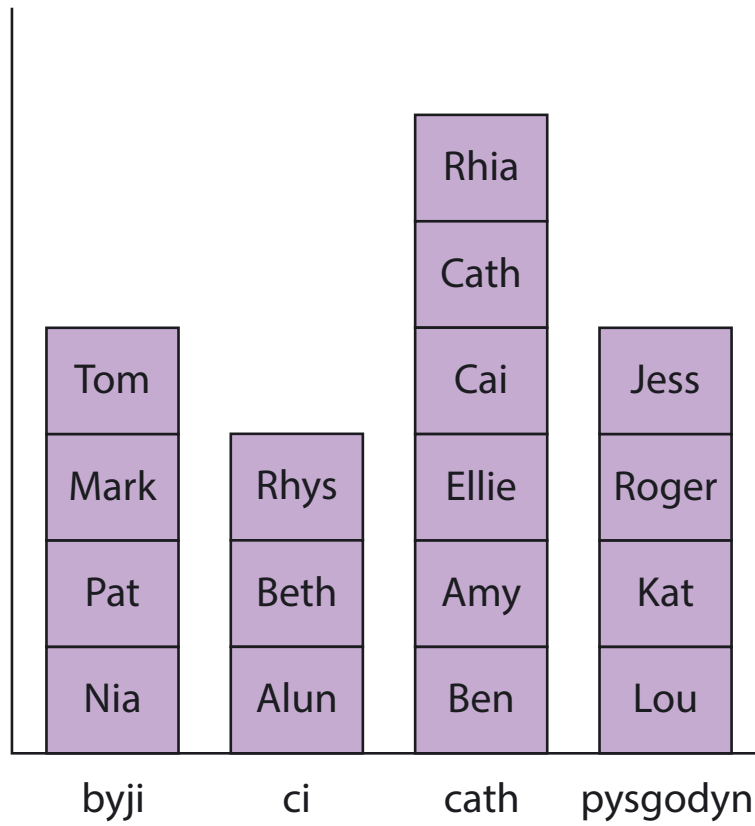 Rhia
Cath
Tom Cai Jess
Mark Rhys Ellie Roger
Pat Beth Amy Kat
Nia Alun Ben Lou
byji ci cath pysgodyn